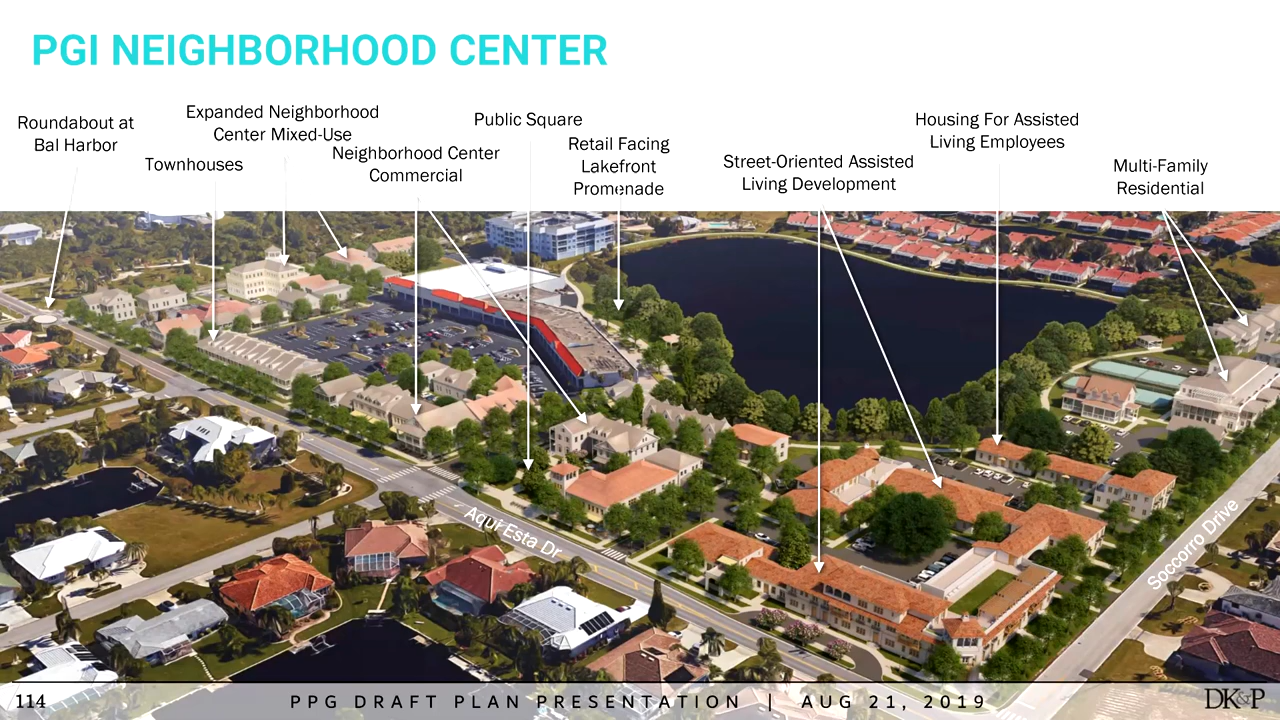 PGI NEIGHBORHOOD CENTER
Roundabout at
Bal Harbor
Expanded Neighborhood
Center Mixed-Use
Townhouses
Neighborhood Center
Commercial
Public Square
Retail Facing
Lakefront
Promenade
Street-Oriented Assisted
Living Development
Housing For Assisted
Living Employees
Multi-Family
Residential
Aqui Esta Dr
Soccorro Drive
114
PPG DRAFT PLAN PRESENTATION | AUG 21, 2019
DK&P